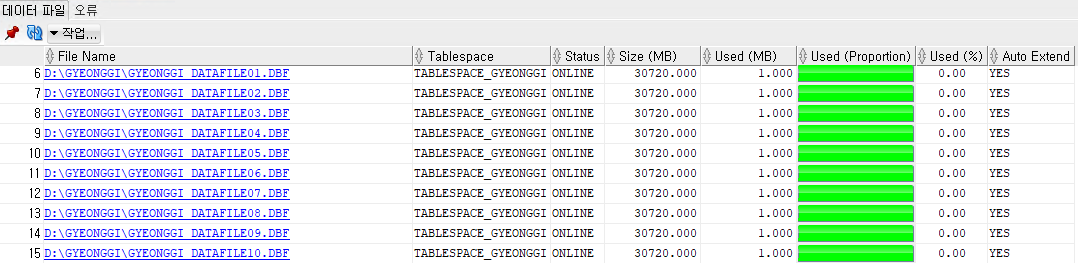 데이터 파일 오류
작업...
File Name Tablespace Status Size (MB) Used (MB) Used (Proportion) Used (%) Auto Extend
6 D:\GYEONGGI\GYEONGGI_DATAFILE01.DBF TABLESPACE_GYEONGGI ONLINE 30720.000 1.000 0.00 YES
7 D:\GYEONGGI\GYEONGGI_DATAFILE02.DBF TABLESPACE_GYEONGGI ONLINE 30720.000 1.000 0.00 YES
8 D:\GYEONGGI\GYEONGGI_DATAFILE03.DBF TABLESPACE_GYEONGGI ONLINE 30720.000 1.000 0.00 YES
9 D:\GYEONGGI\GYEONGGI_DATAFILE04.DBF TABLESPACE_GYEONGGI ONLINE 30720.000 1.000 0.00 YES
10 D:\GYEONGGI\GYEONGGI_DATAFILE05.DBF TABLESPACE_GYEONGGI ONLINE 30720.000 1.000 0.00 YES
11 D:\GYEONGGI\GYEONGGI_DATAFILE06.DBF TABLESPACE_GYEONGGI ONLINE 30720.000 1.000 0.00 YES
12 D:\GYEONGGI\GYEONGGI_DATAFILE07.DBF TABLESPACE_GYEONGGI ONLINE 30720.000 1.000 0.00 YES
13 D:\GYEONGGI\GYEONGGI_DATAFILE08.DBF TABLESPACE_GYEONGGI ONLINE 30720.000 1.000 0.00 YES
14 D:\GYEONGGI\GYEONGGI_DATAFILE09.DBF TABLESPACE_GYEONGGI ONLINE 30720.000 1.000 0.00 YES
15 D:\GYEONGGI\GYEONGGI_DATAFILE10.DBF TABLESPACE_GYEONGGI ONLINE 30720.000 1.000 0.00 YES